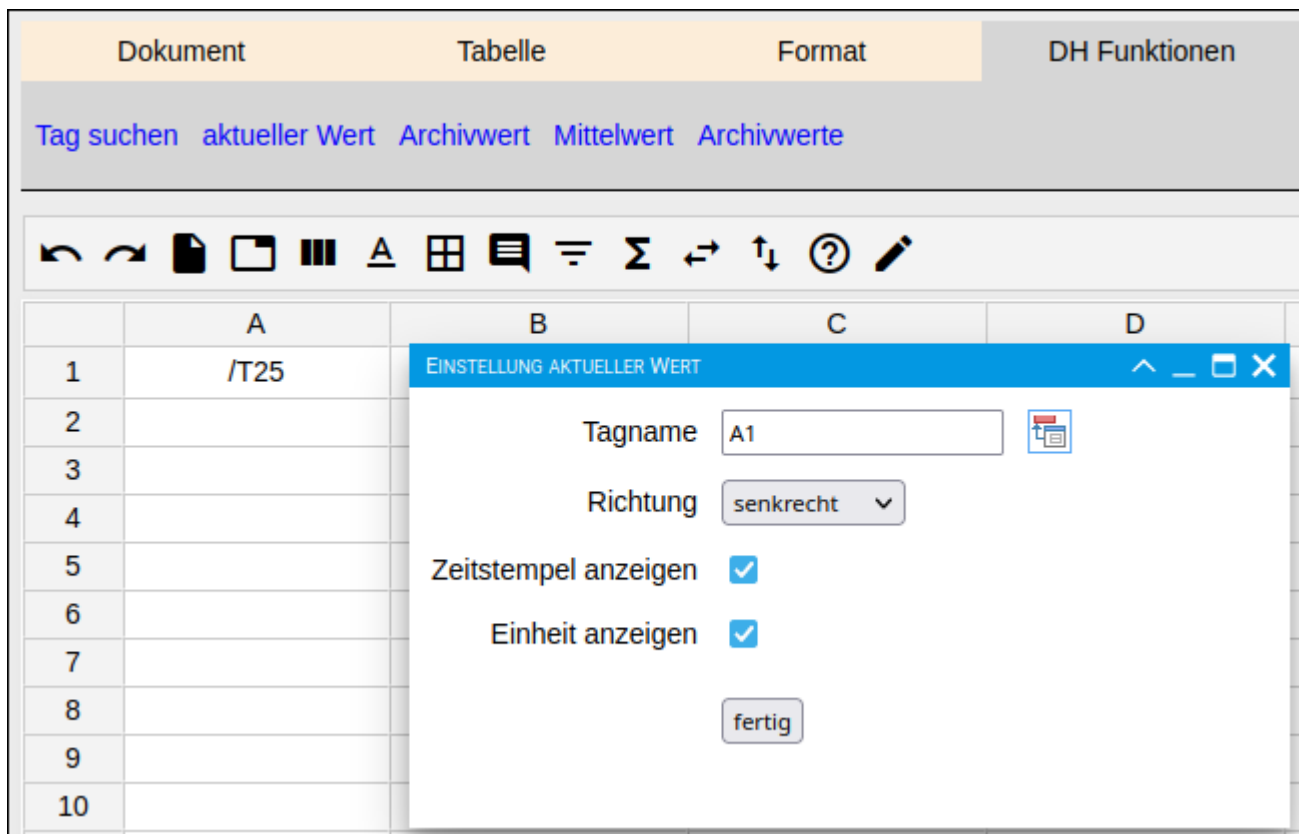 Dokument Tabelle Format DH Funktionen
Tag suchen aktueller Wert Archivwert Mittelwert Archivwerte
A B C D
1 /T25
EINSTELLUNG AKTUELLER WERT
2
Tagname A1
3
4
Richtung senkrecht
5
Zeitstempel anzeigen
6
Einheit anzeigen
7
8
fertig
9
10